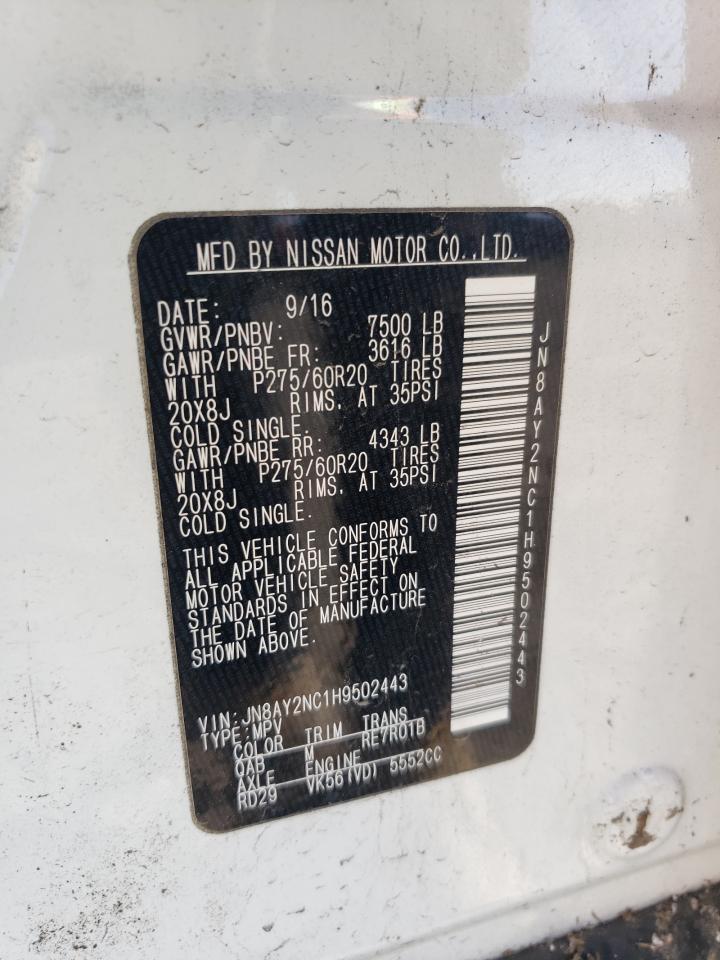 MFD BY NISSAN MOTOR CO.,LTD.
DATE: 9/16
GVWR/PNBV: 7500 LB
GAWR/PNBE FR: 3616 LB
WITH P275/60R20 TIRES
20X8J RIMS, AT 35PSI
COLD SINGLE.
GAWR/PNBE RR: 4343 LB
WITH P275/60R20 TIRES
20X8J RIMS, AT 35PSI
COLD SINGLE.
THIS VEHICLE CONFORMS TO
ALL APPLICABLE FEDERAL
MOTOR VEHICLE SAFETY
STANDARDS IN EFFECT ON
THE DATE OF MANUFACTURE
SHOWN ABOVE.
VIN:JN8AY2NC1H9502443
TYPE:MPV
COLOR TRIM TRANS
QAB M RE7R01B
AXLE ENGINE
RD29 VK56(VD) 5552CC
JN8AY2NC1H9502443